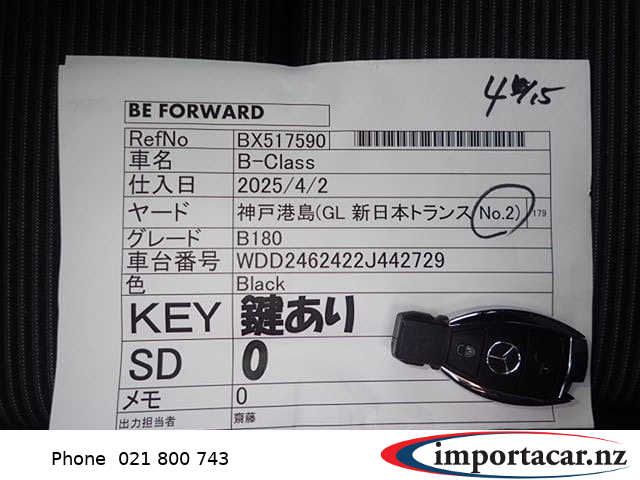 4 5/15
BE FORWARD
RefNo BX517590
車名 B-Class
仕入日 2025/4/2
ヤード 神戸港島(GL 新日本トランス No.2) 179
グレード B180
車台番号 WDD2462422J442729
色 Black
KEY 鍵あり
SD 0
メモ 0
出力担当者 齋藤
Phone 021 800 743
importacar.nz